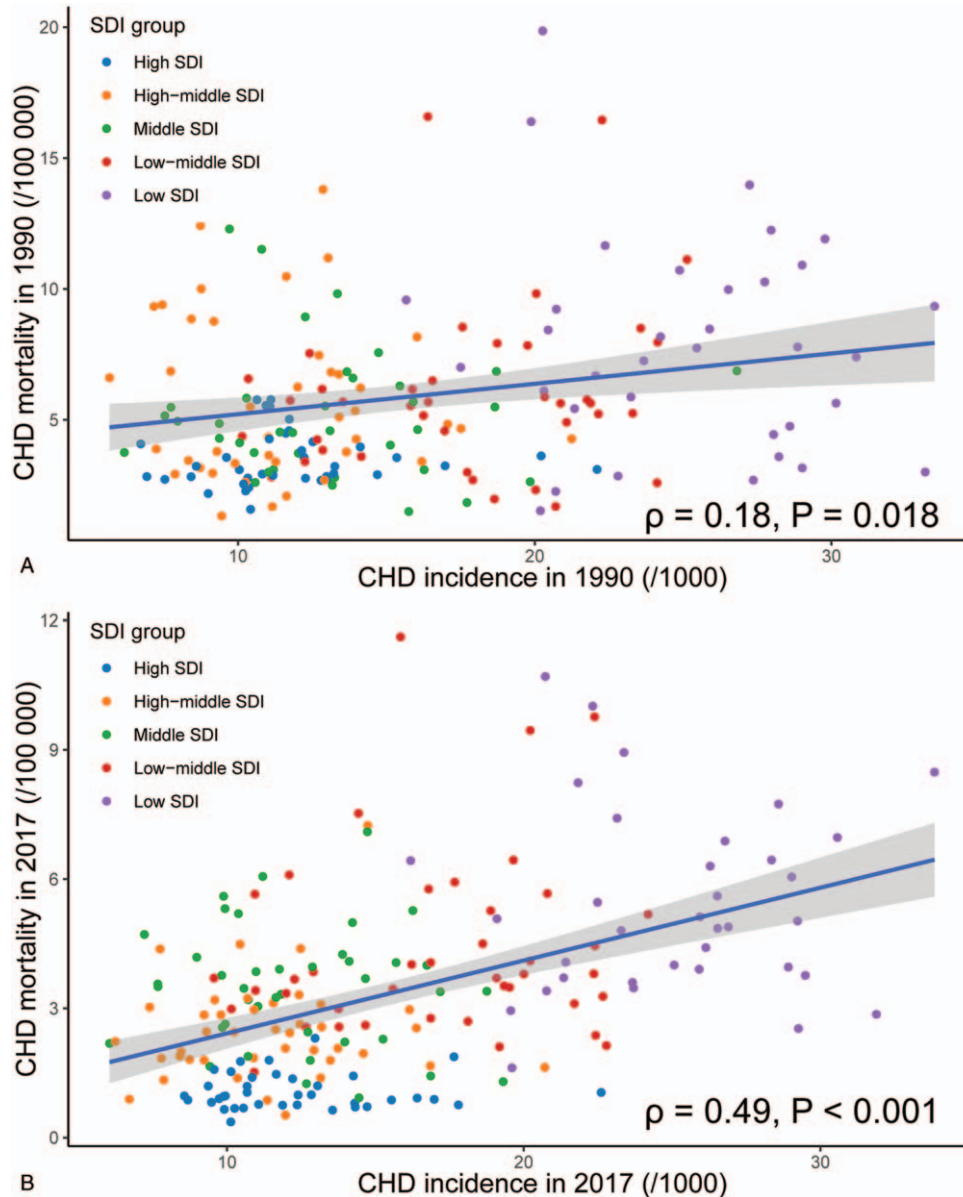 20
15
10
5
CHD mortality in 1990 (/100 000)
SDI group
High SDI
High−middle SDI
Middle SDI
Low-middle SDI
Low SDI
ρ = 0.18, P = 0.018
10
20
30
A
CHD incidence in 1990 (/1000)
12
9
6
3
0
CHD mortality in 2017 (/100 000)
SDI group
High SDI
High−middle SDI
Middle SDI
Low-middle SDI
Low SDI
ρ = 0.49, P < 0.001
10
20
30
B
CHD incidence in 2017 (/1000)